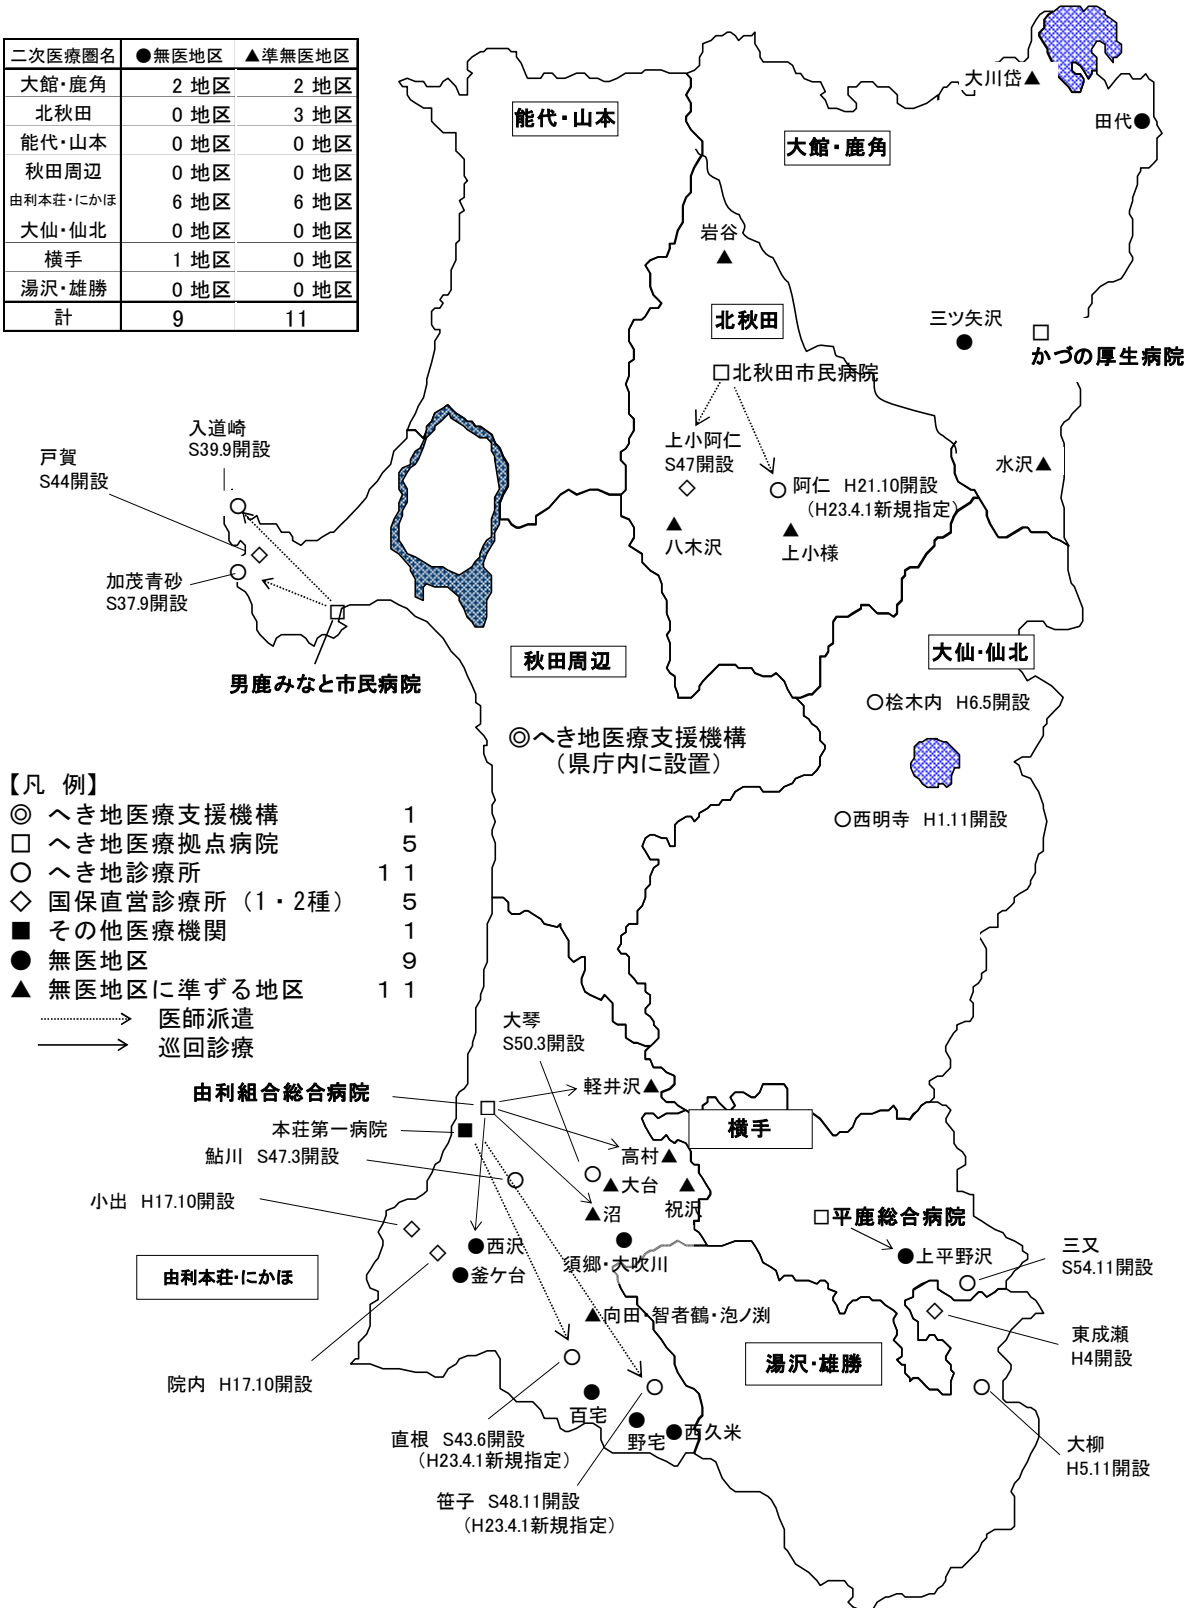 二次医療圏名 ●無医地区 ▲準無医地区
大館・鹿角 2 地区 2 地区
北秋田 0 地区 3 地区
能代・山本 0 地区 0 地区
秋田周辺 0 地区 0 地区
由利本荘・にかほ 6 地区 6 地区
大仙・仙北 0 地区 0 地区
横手 1 地区 0 地区
湯沢・雄勝 0 地区 0 地区
計 9 11
能代・山本
大館・鹿角
大川岱▲
田代●
岩谷
▲
北秋田
三ツ矢沢
●
□
かづの厚生病院
□北秋田市民病院
上小阿仁
S47開設
◇
○ 阿仁 H21.10開設
（H23.4.1新規指定）
▲
八木沢
▲
上小様
水沢▲
入道崎
S39.9開設
戸賀
S44開設
加茂青砂
S37.9開設
男鹿みなと市民病院
秋田周辺
大仙・仙北
○桧木内 H6.5開設
◎へき地医療支援機構
（県庁内に設置）
○西明寺 H1.11開設
【凡 例】
◎ へき地医療支援機構 1
□ へき地医療拠点病院 5
○ へき地診療所 11
◇ 国保直営診療所（1・2種） 5
■ その他医療機関 1
● 無医地区 9
▲ 無医地区に準ずる地区 11
医師派遣
巡回診療
大琴
S50.3開設
軽井沢▲
由利組合総合病院
本荘第一病院
横手
鮎川 S47.3開設
高村▲
▲大台
祝沢
小出 H17.10開設
▲沼
□平鹿総合病院
●西沢
●上平野沢
三又
S54.11開設
須郷・大吹川
由利本荘・にかほ
●釜ケ台
▲向田・智者鶴・泡ノ渕
東成瀬
H4開設
湯沢・雄勝
院内 H17.10開設
百宅
直根 S43.6開設
（H23.4.1新規指定）
野宅
●西久米
大柳
H5.11開設
笹子 S48.11開設
（H23.4.1新規指定）